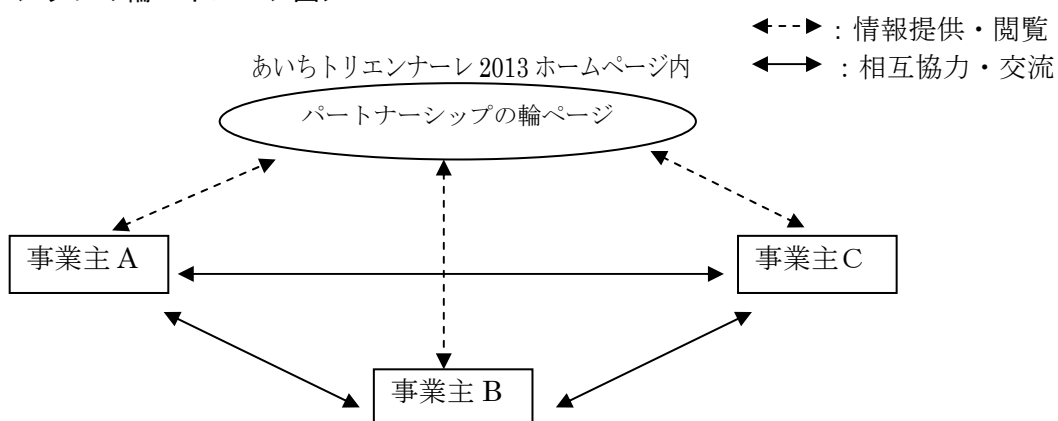 ：情報提供・閲覧
：相互協力・交流
あいちトリエンナーレ 2013 ホームページ内
パートナーシップの輪ページ
事業主 A
事業主Ｃ
事業主 B